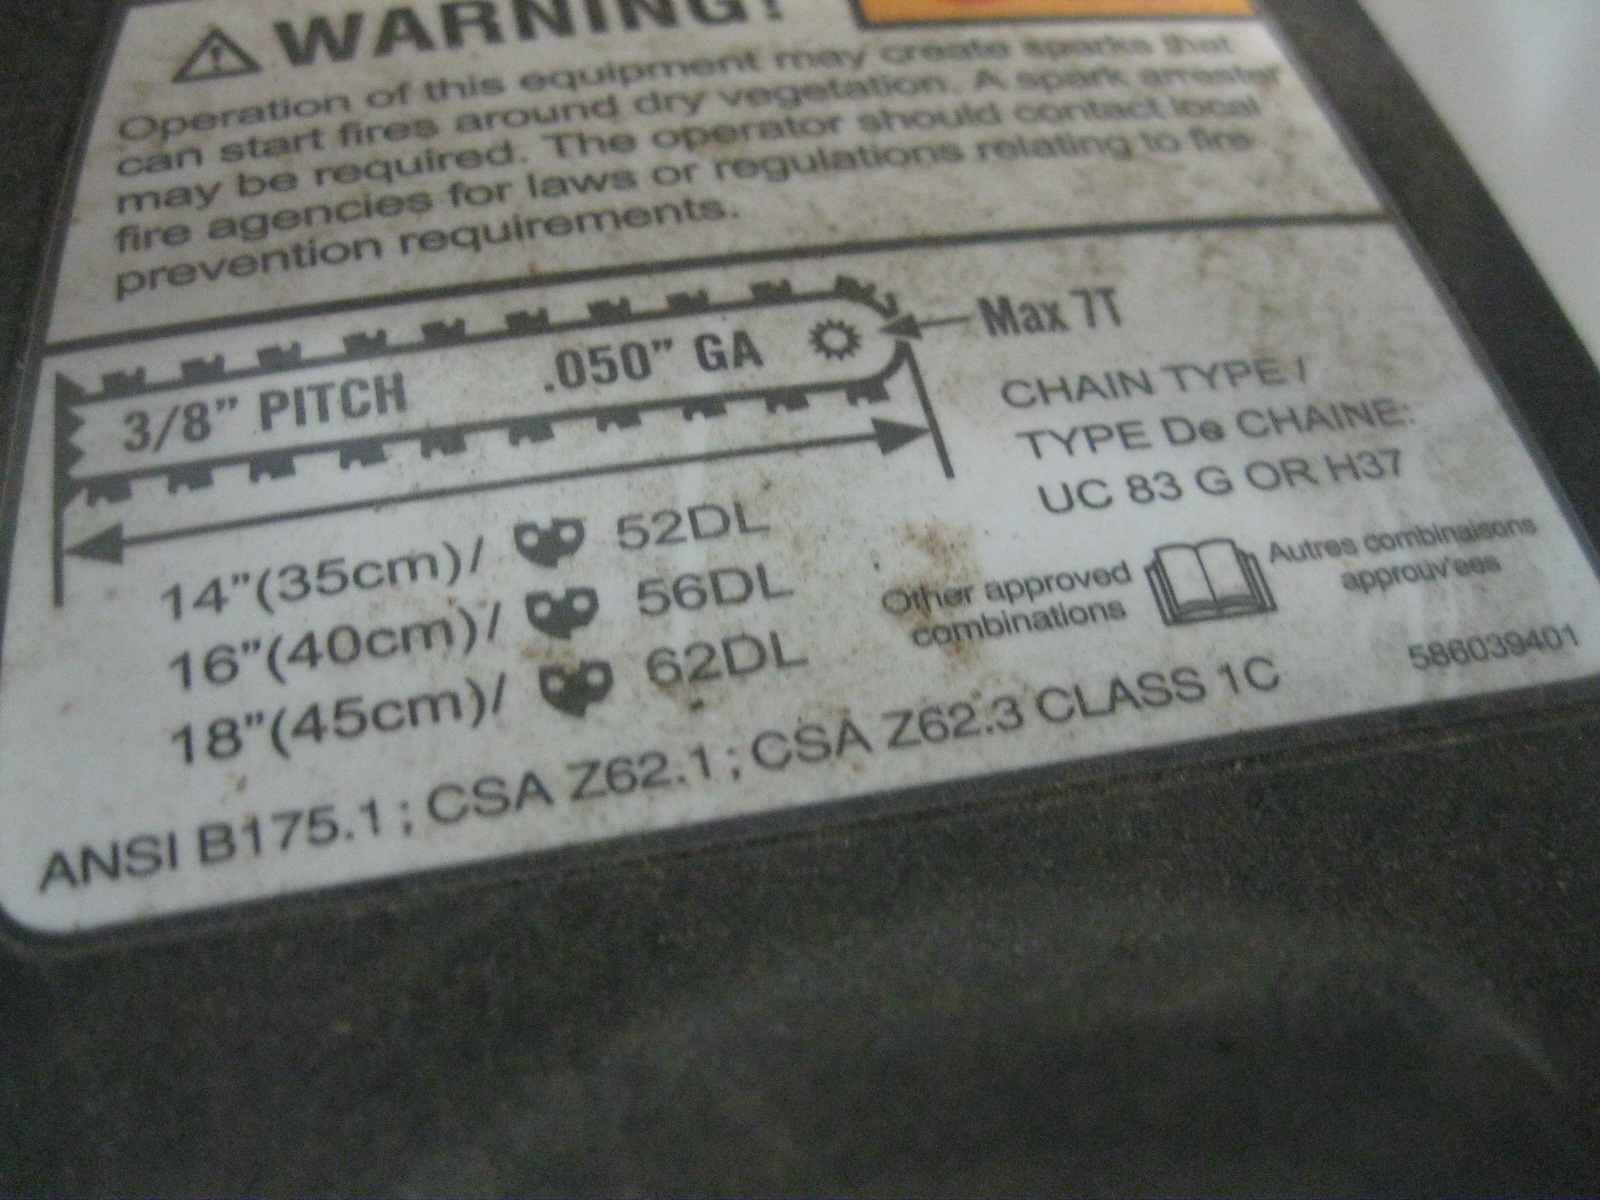 WARNING!
Operation of this equipment may create sparks that
can start fires around dry vegetation. A spark arrester
may be required. The operator should contact local
fire agencies for laws or regulations relating to fire
prevention requirements.
3/8” PITCH .050” GA
Max 7T
CHAIN TYPE /
TYPE De CHAINE:
UC 83 G OR H37
14”(35cm)/ 52DL
16”(40cm)/ 56DL
18”(45cm)/ 62DL
Other approved
combinations
Autres combinaisons
approuv'ees
586039401
ANSI B175.1 ; CSA Z62.1 ; CSA Z62.3 CLASS 1C